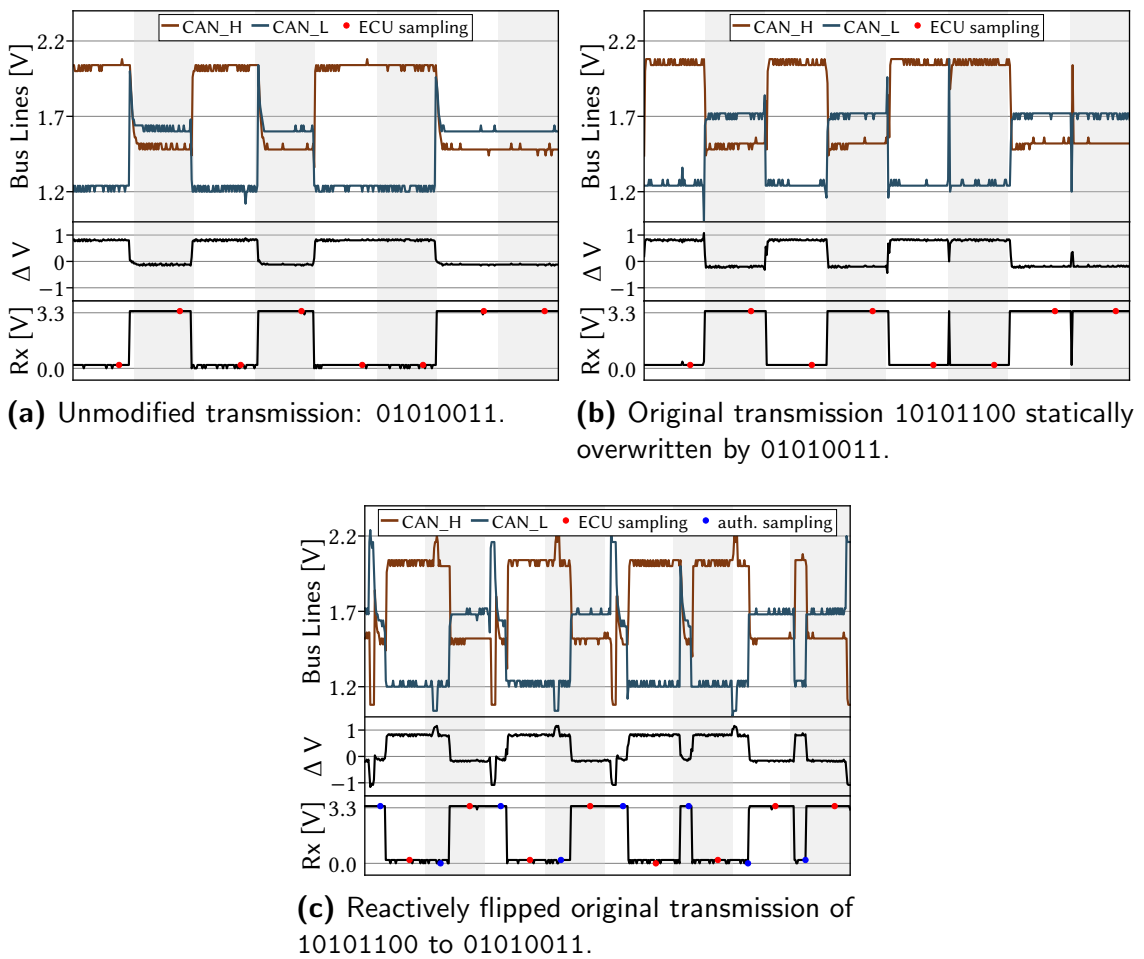 CAN_H CAN_L ECU sampling
2.2
1.7
1.2
Bus Lines [V]
1
0
−1
Δ V
3.3
0.0
Rx [V]
(a) Unmodified transmission: 01010011.
CAN_H CAN_L ECU sampling
2.2
1.7
1.2
Bus Lines [V]
1
0
−1
Δ V
3.3
0.0
Rx [V]
(b) Original transmission 10101100 statically
overwritten by 01010011.
CAN_H CAN_L ECU sampling auth. sampling
2.2
1.7
1.2
Bus Lines [V]
1
0
−1
Δ V
3.3
0.0
Rx [V]
(c) Reactively flipped original transmission of
10101100 to 01010011.